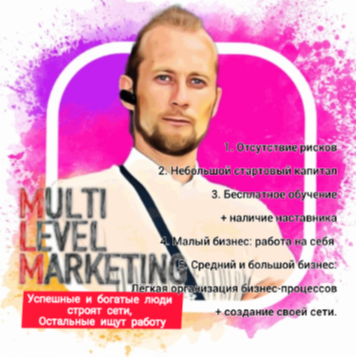 1. Отсутствие рисков
2. Небольшой стартовый капитал
3. Бесплатное обучение
+ наличие наставника
4. Малый бизнес: работа на себя
5. Средний и большой бизнес:
Легкая организация бизнес-процессов
+ создание своей сети.
MULTI
LEVEL
MARKETING
Успешные и богатые люди
строят сети,
Остальные ищут работу